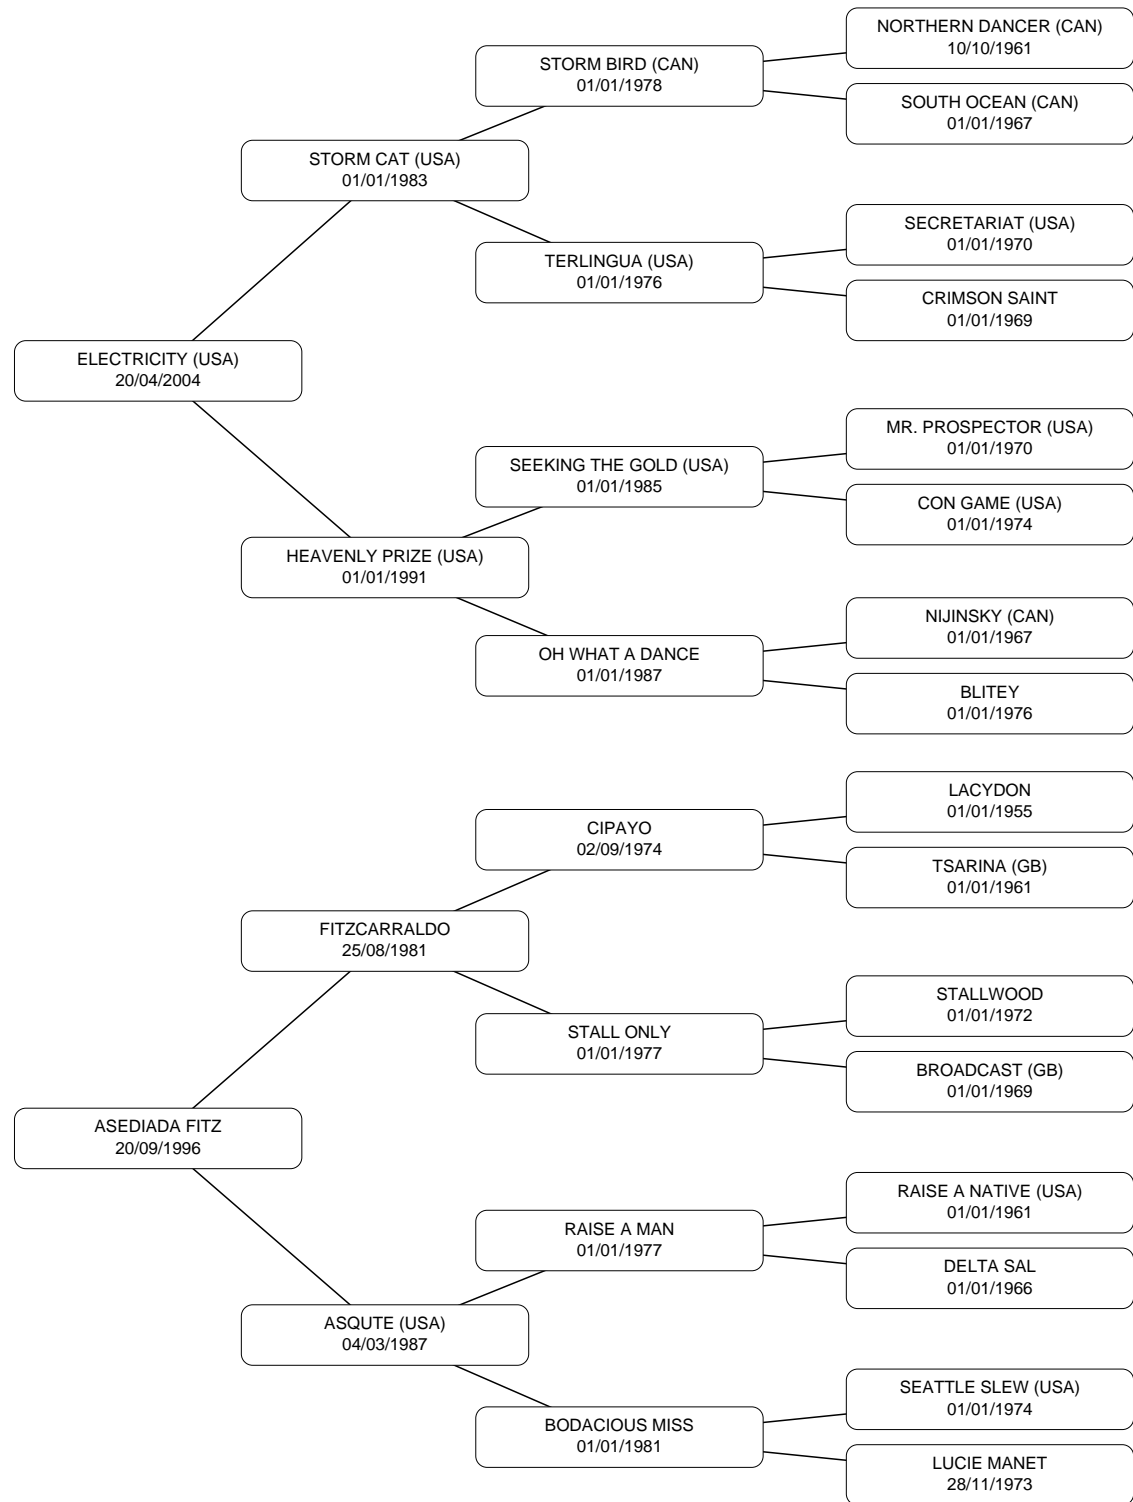 NORTHERN DANCER (CAN)
10/10/1961
STORM BIRD (CAN)
01/01/1978
SOUTH OCEAN (CAN)
01/01/1967
STORM CAT (USA)
01/01/1983
SECRETARIAT (USA)
01/01/1970
TERLINGUA (USA)
01/01/1976
CRIMSON SAINT
01/01/1969
ELECTRICITY (USA)
20/04/2004
MR. PROSPECTOR (USA)
01/01/1970
SEEKING THE GOLD (USA)
01/01/1985
CON GAME (USA)
01/01/1974
HEAVENLY PRIZE (USA)
01/01/1991
NIJINSKY (CAN)
01/01/1967
OH WHAT A DANCE
01/01/1987
BLITEY
01/01/1976
LACYDON
01/01/1955
CIPAYO
02/09/1974
TSARINA (GB)
01/01/1961
FITZCARRALDO
25/08/1981
STALLWOOD
01/01/1972
STALL ONLY
01/01/1977
BROADCAST (GB)
01/01/1969
ASEDIADA FITZ
20/09/1996
RAISE A NATIVE (USA)
01/01/1961
RAISE A MAN
01/01/1977
DELTA SAL
01/01/1966
ASQUTE (USA)
04/03/1987
SEATTLE SLEW (USA)
01/01/1974
BODACIOUS MISS
01/01/1981
LUCIE MANET
28/11/1973